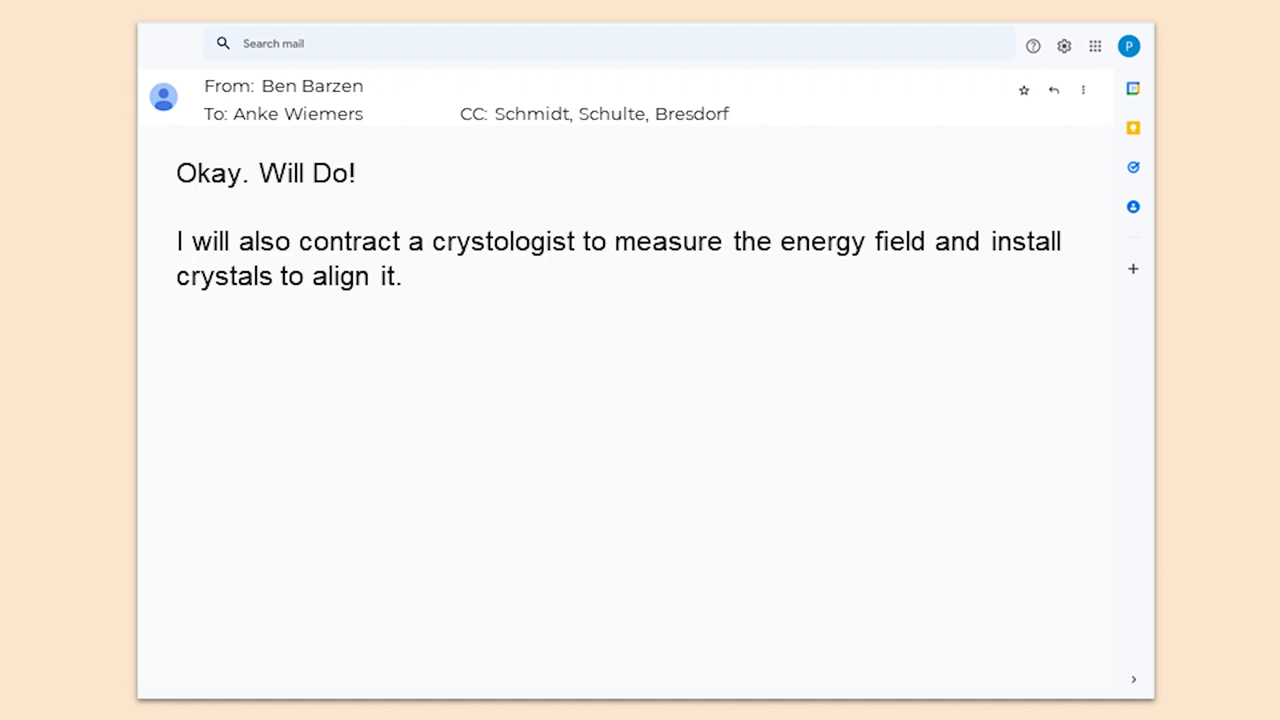 Search mail
P
From: Ben Barzen
To: Anke Wiemers CC: Schmidt, Schulte, Bresdorf
Okay. Will Do!
I will also contract a crystologist to measure the energy field and install
crystals to align it.